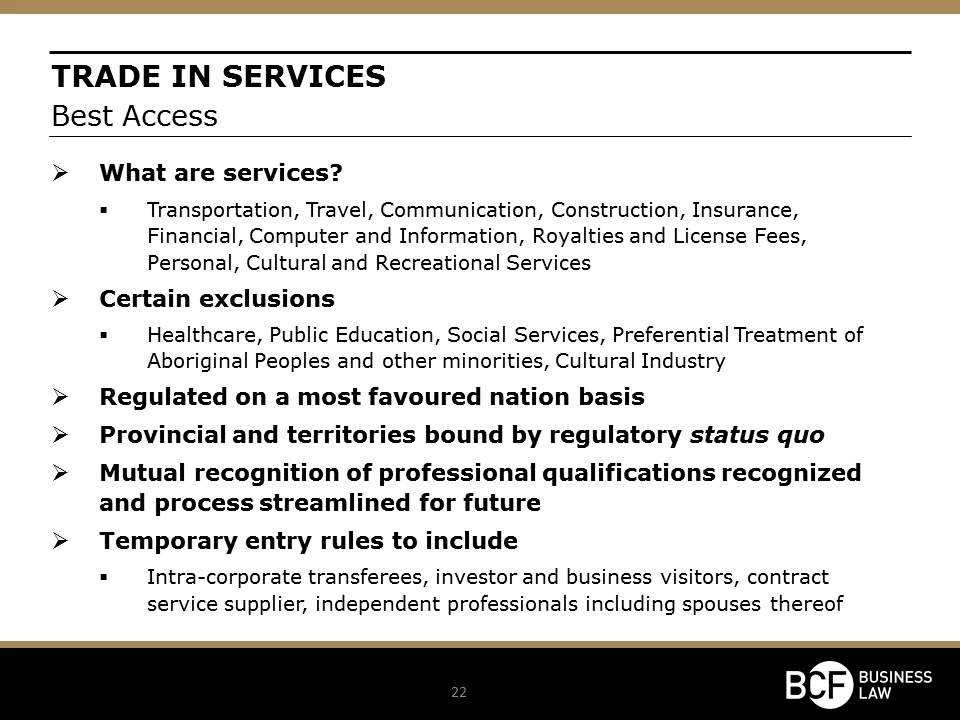 TRADE IN SERVICES
Best Access
➢ What are services?
▪ Transportation, Travel, Communication, Construction, Insurance,
Financial, Computer and Information, Royalties and License Fees,
Personal, Cultural and Recreational Services
➢ Certain exclusions
▪ Healthcare, Public Education, Social Services, Preferential Treatment of
Aboriginal Peoples and other minorities, Cultural Industry
➢ Regulated on a most favoured nation basis
➢ Provincial and territories bound by regulatory status quo
➢ Mutual recognition of professional qualifications recognized
and process streamlined for future
➢ Temporary entry rules to include
▪ Intra-corporate transferees, investor and business visitors, contract
service supplier, independent professionals including spouses thereof
22
BCF BUSINESS
LAW